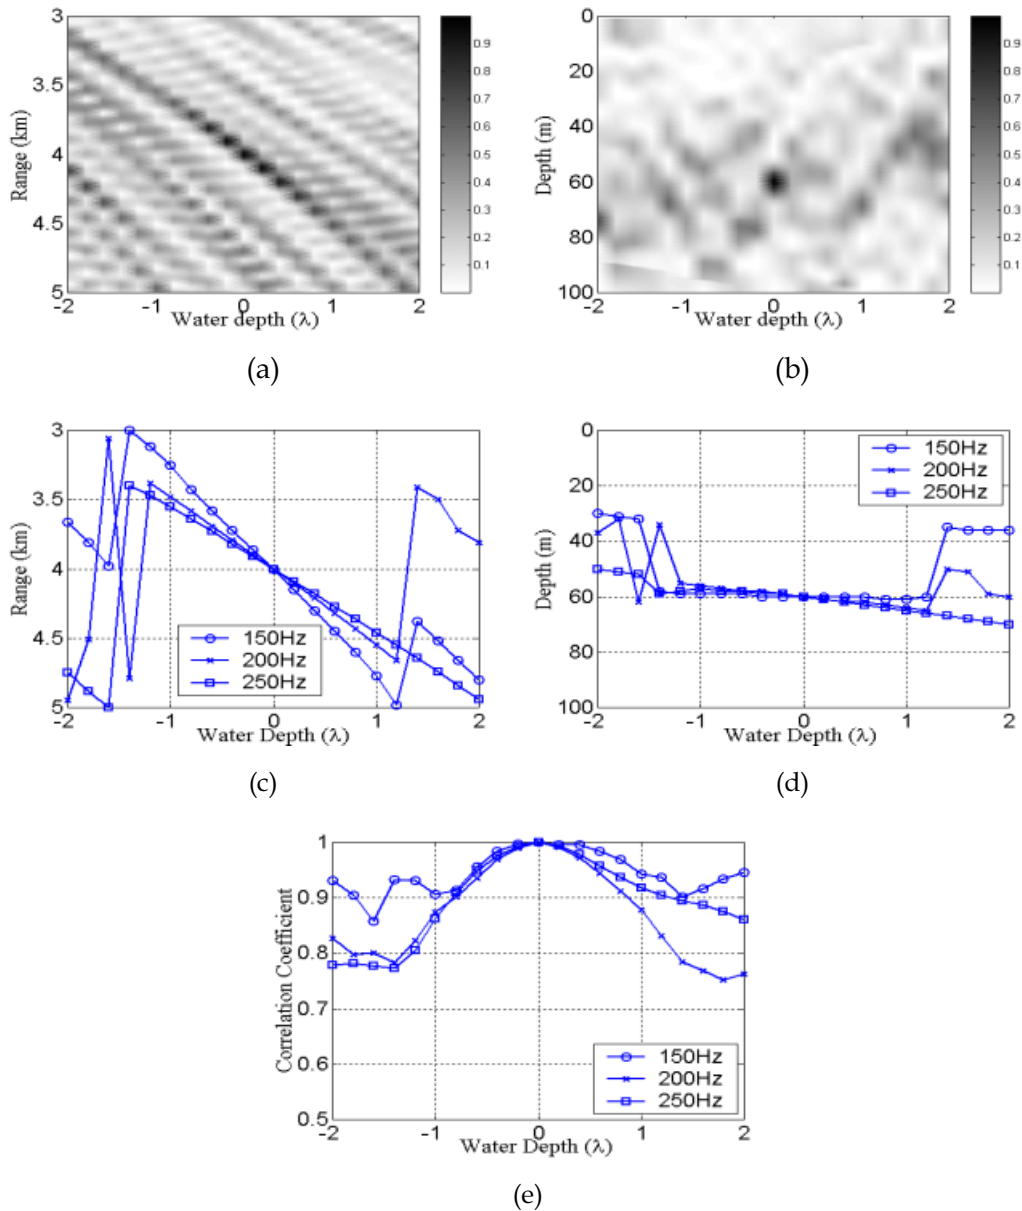 3
3.5
4
4.5
5
Range (km)
-2 -1 0 1 2
Water depth (λ)
0.9
0.8
0.7
0.6
0.5
0.4
0.3
0.2
0.1
(a)
0
20
40
60
80
100
Depth (m)
-2 -1 0 1 2
Water depth (λ)
0.9
0.8
0.7
0.6
0.5
0.4
0.3
0.2
0.1
(b)
3
3.5
4
4.5
5
Range (km)
150Hz
200Hz
250Hz
-2 -1 0 1 2
Water Depth (λ)
(c)
0
20
40
60
80
100
Depth (m)
150Hz
200Hz
250Hz
-2 -1 0 1 2
Water Depth (λ)
(d)
1
0.9
0.8
0.7
0.6
0.5
Correlation Coefficient
150Hz
200Hz
250Hz
-2 -1 0 1 2
Water Depth (λ)
(e)